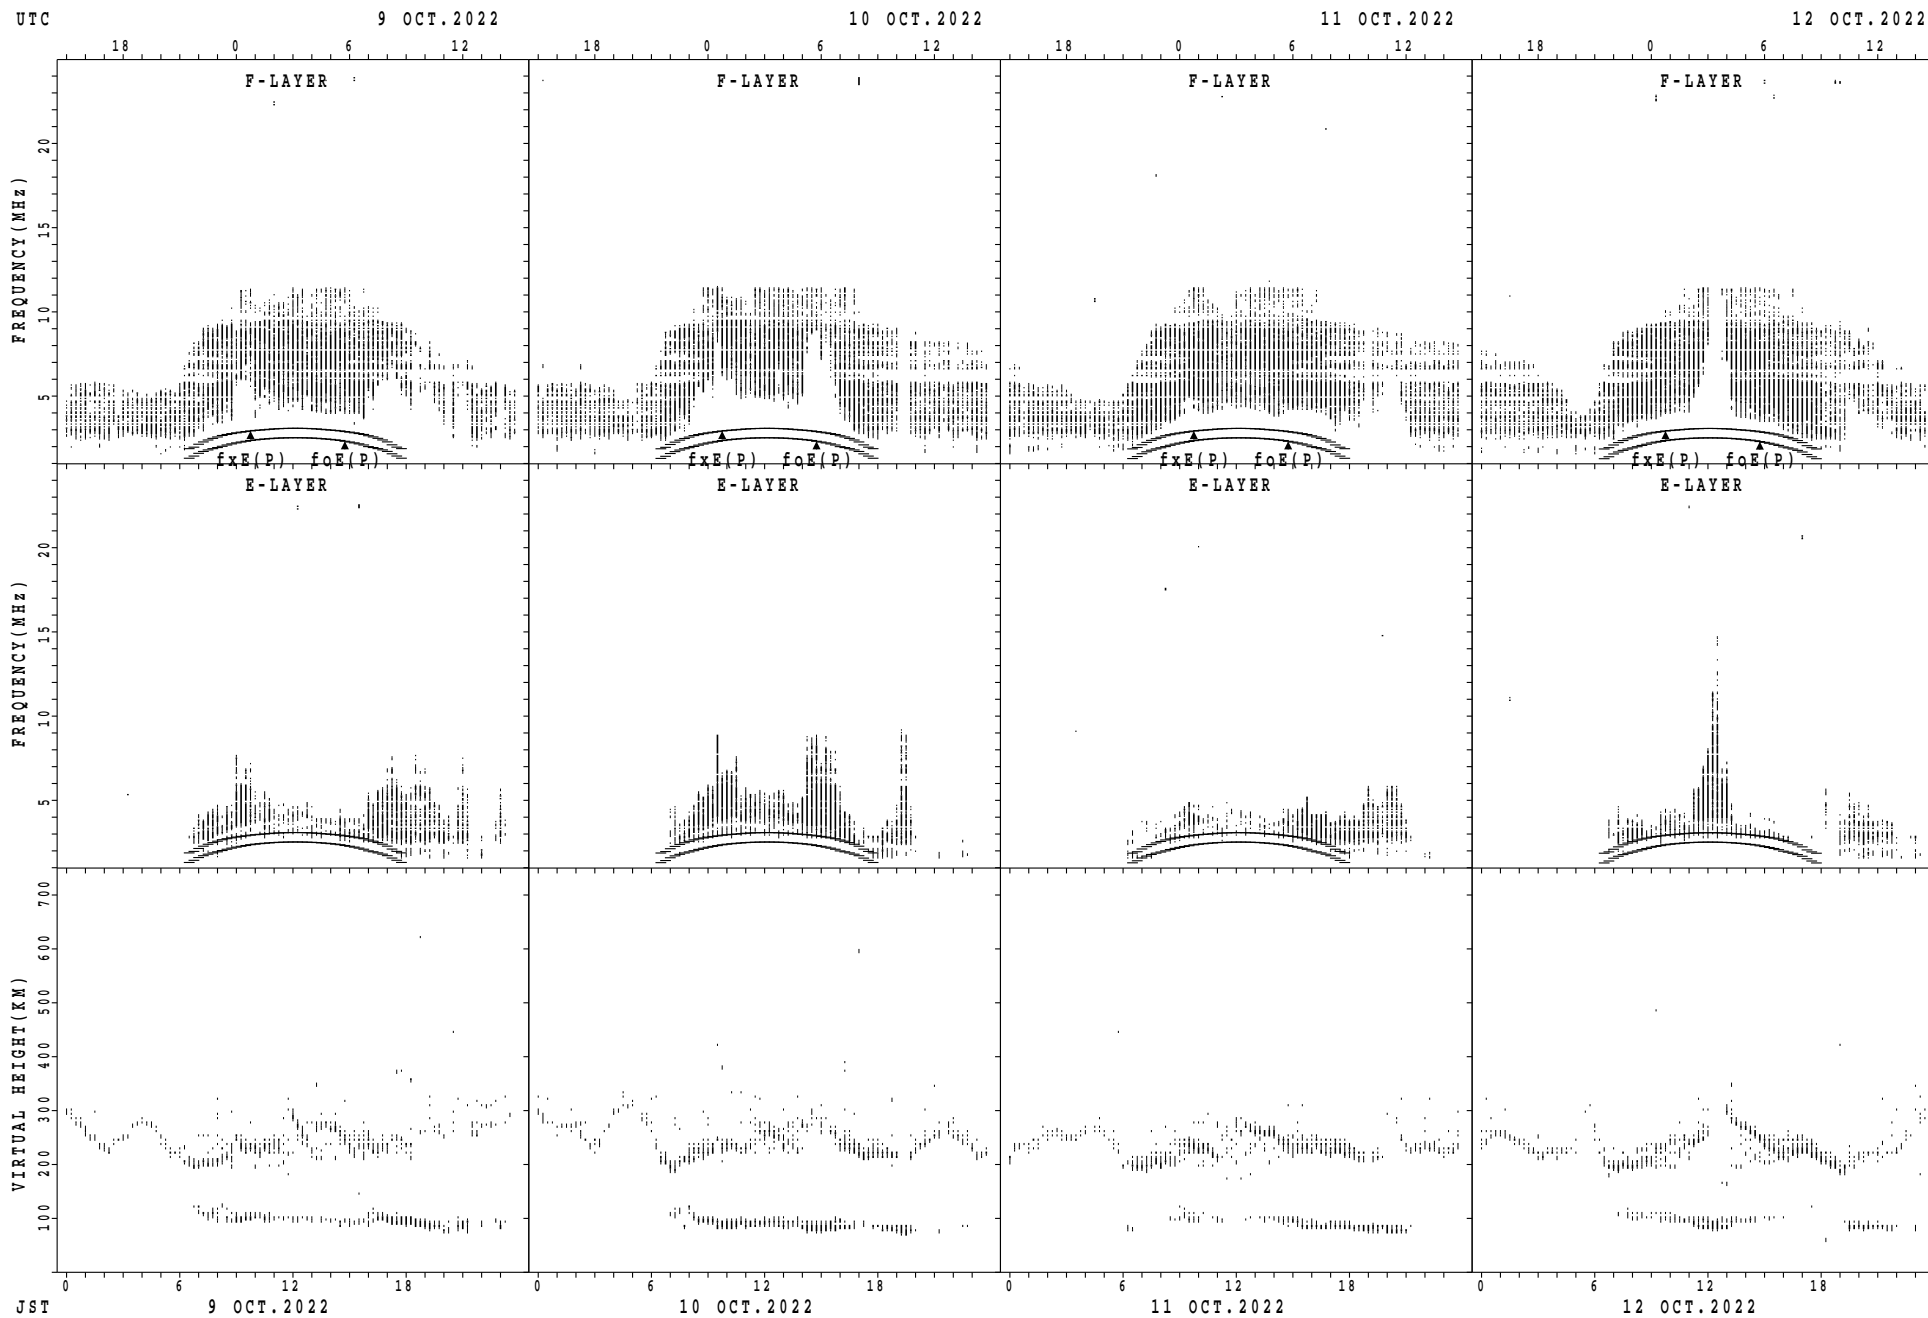 UTC 9 OCT.2022 10 OCT.2022 11 OCT.2022 12 OCT.2022
18 0 6 12 18 0 6 12 18 0 6 12 18 0 6 12
F-LAYER F-LAYER F-LAYER F-LAYER
FREQUENCY(MHz)
20
15
10
5
fxE(P) foE(P) fxE(P) foE(P) fxE(P) foE(P) fxE(P) foE(P)
E-LAYER E-LAYER E-LAYER E-LAYER
FREQUENCY(MHz)
20
15
10
5
VIRTUAL HEIGHT(KM)
700
600
500
400
300
200
100
0 6 12 18 0 6 12 18 0 6 12 18 0 6 12 18
JST 9 OCT.2022 10 OCT.2022 11 OCT.2022 12 OCT.2022